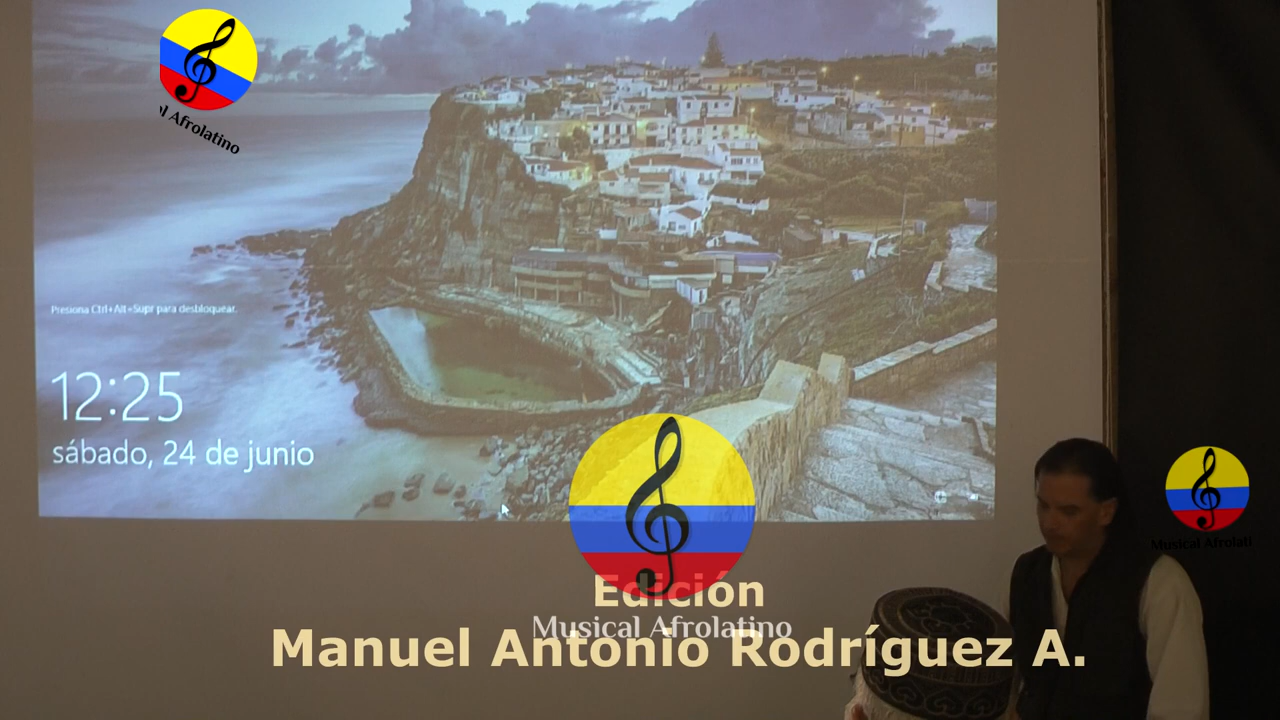 al Afrolatino
Presiona Ctrl+Alt+Supr para desbloquear.
12:25
sábado, 24 de junio
Musical Afrolati
Edición
Musical Afrolatino
Manuel Antonio Rodríguez A.